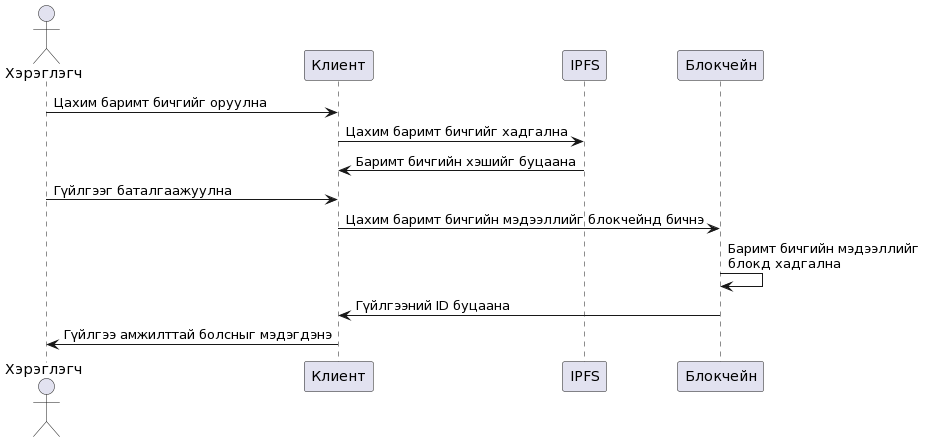 Хэрэглэгч
Клиент
IPFS
Блокчейн
Цахим баримт бичгийг оруулна
Цахим баримт бичгийг хадгална
Баримт бичгийн хэшийг буцаана
Гүйлгээг баталгаажуулна
Цахим баримт бичгийн мэдээллийг блокчейнд бичнэ
Баримт бичгийн мэдээллийг
блокд хадгална
Гүйлгээний ID буцаана
Гүйлгээ амжилттай болсныг мэдэгдэнэ
Хэрэглэгч
Клиент
IPFS
Блокчейн